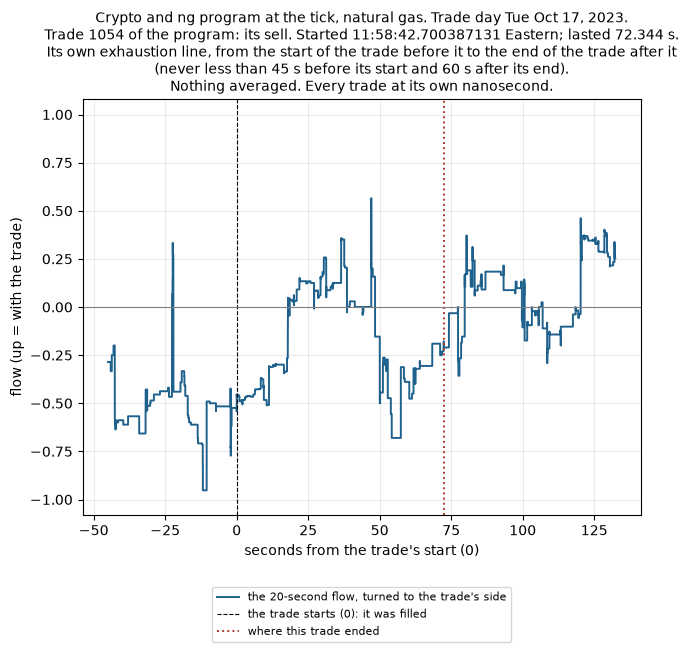 Crypto and ng program at the tick, natural gas. Trade day Tue Oct 17, 2023.
Trade 1054 of the program: its sell. Started 11:58:42.700387131 Eastern; lasted 72.344 s.
Its own exhaustion line, from the start of the trade before it to the end of the trade after it
(never less than 45 s before its start and 60 s after its end).
Nothing averaged. Every trade at its own nanosecond.
1.00
0.75
0.50
0.25
0.00
−0.25
−0.50
−0.75
−1.00
flow (up = with the trade)
−50
−25
0
25
50
75
100
125
seconds from the trade's start (0)
the 20-second flow, turned to the trade's side
the trade starts (0): it was filled
where this trade ended